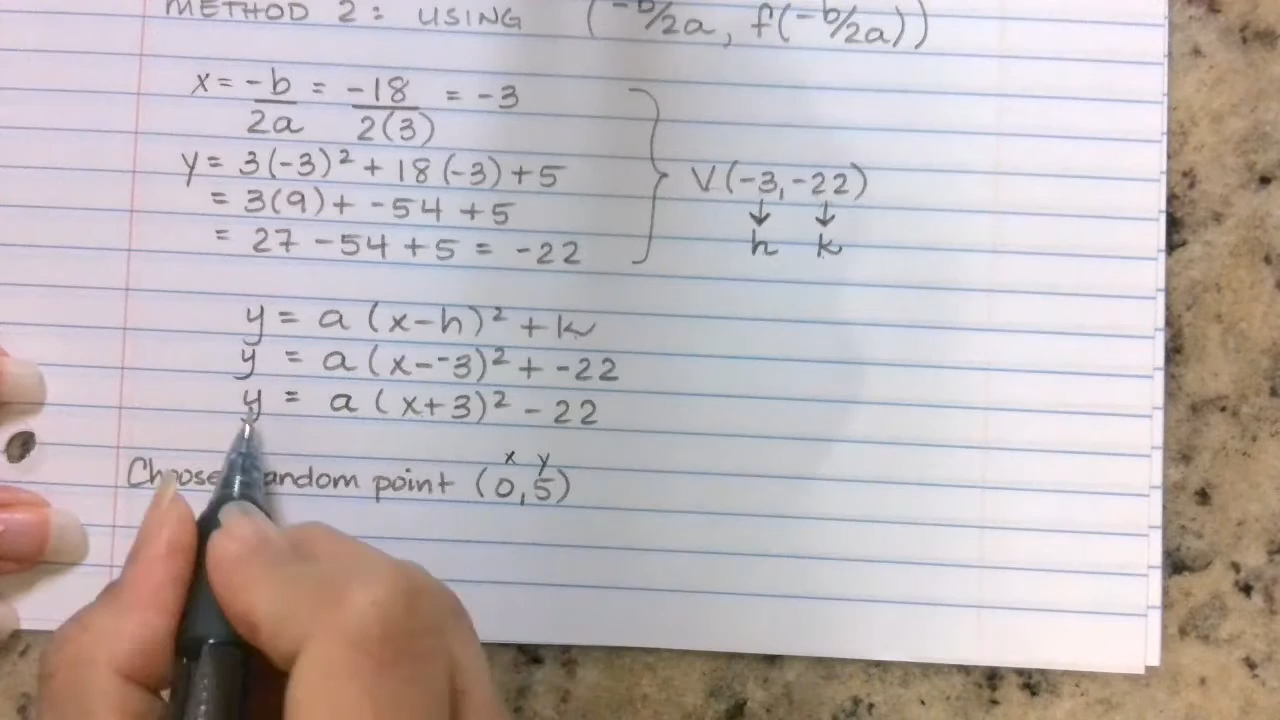 METHOD 2: USING (-b/2a, f(-b/2a))
x = -b/2a = -18/2(3) = -3
y = 3(-3)² + 18(-3) + 5
= 3(9) + -54 + 5
= 27 - 54 + 5 = -22
V(-3, -22)
↓ ↓
h k
y = a(x-h)² + k
y = a(x--3)² + -22
y = a(x+3)² - 22
x y
Choose random point (0,5)